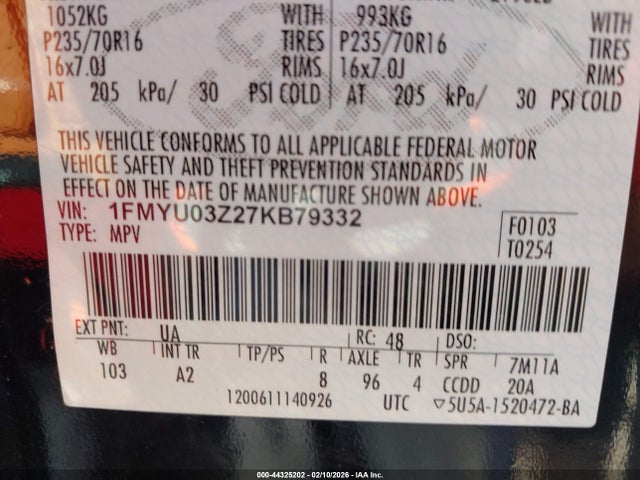 1052KG WITH 993KG WITH
P235/70R16 TIRES P235/70R16 TIRES
16x7.0J RIMS 16x7.0J RIMS
AT 205 kPa/ 30 PSI COLD AT 205 kPa/ 30 PSI COLD
THIS VEHICLE CONFORMS TO ALL APPLICABLE FEDERAL MOTOR
VEHICLE SAFETY AND THEFT PREVENTION STANDARDS IN
EFFECT ON THE DATE OF MANUFACTURE SHOWN ABOVE.
VIN: 1FMYU03Z27KB79332
TYPE: MPV
F0103
T0254
EXT PNT: UA RC: 48 DSO:
WB INT TR TP/PS R AXLE TR SPR 7M11A
103 A2 8 96 4 CCDD 20A
1200611140926 UTC ▽5U5A-1520472-BA
000-44325202 - 02/10/2026 - IAA Inc.